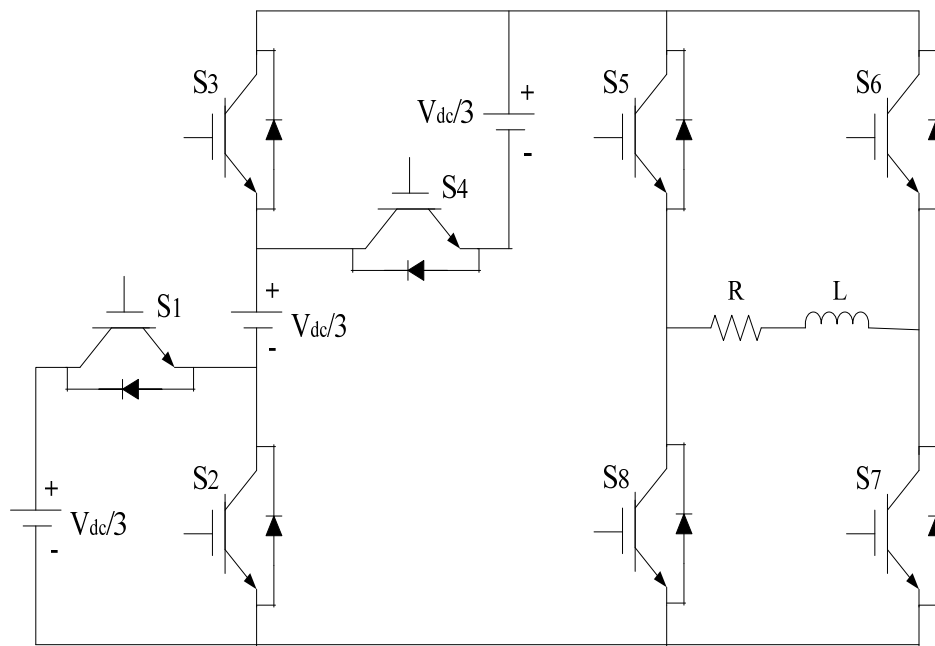 S3
+
Vdc/3
-
S5
S6
S4
S1
+
Vdc/3
-
R
L
S2
+
Vdc/3
-
S8
S7